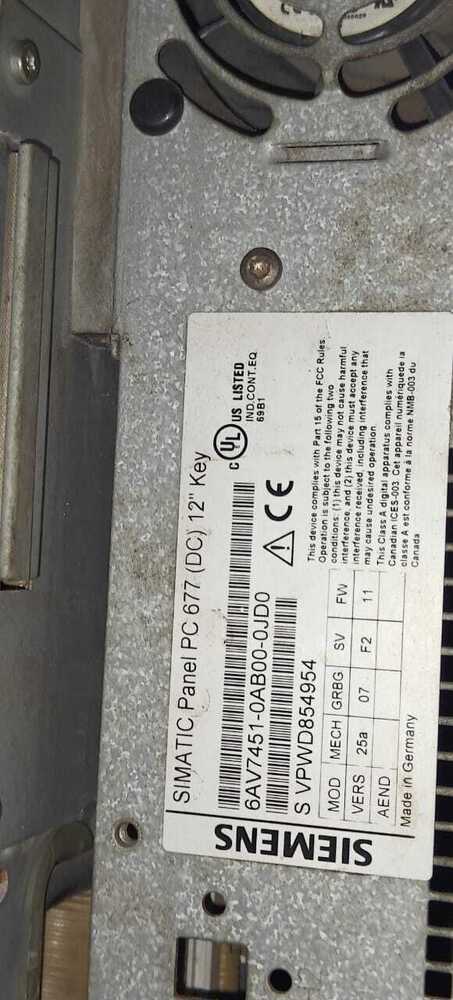 SIEMENS
SIMATIC Panel PC 677 (DC) 12" Key
6AV7451-0AB00-0JD0
S VPWD854954
C UL US LISTED
IND.CONT.EQ
69B1
CE
MOD MECH GRBG SV FW
VERS 25a 07 F2 11
AEND
Made in Germany
This device complies with Part 15 of the FCC Rules.
Operation is subject to the following two
conditions: (1) this device may not cause harmful
interference, and (2) this device must accept any
interference received, including interference that
may cause undesired operation.
This Class A digital apparatus complies with
Canadian ICES-003. Cet appareil numériquede la
classe A est conforme à la norme NMB-003 du
Canada